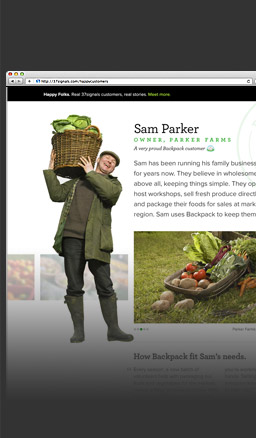 http://37signals.com/happycustomers
Happy Folks. Real 37signals customers, real stories. Meet more.
Sam Parker
OWNER, PARKER FARMS
A very proud Backpack customer
Sam has been running his family business
for years now. They believe in wholesome
above all, keeping things simple. They op
host workshops, sell fresh produce directl
and package their foods for sales at mark
region. Sam uses Backpack to keep them
Parker Farms
How Backpack fit Sam's needs.